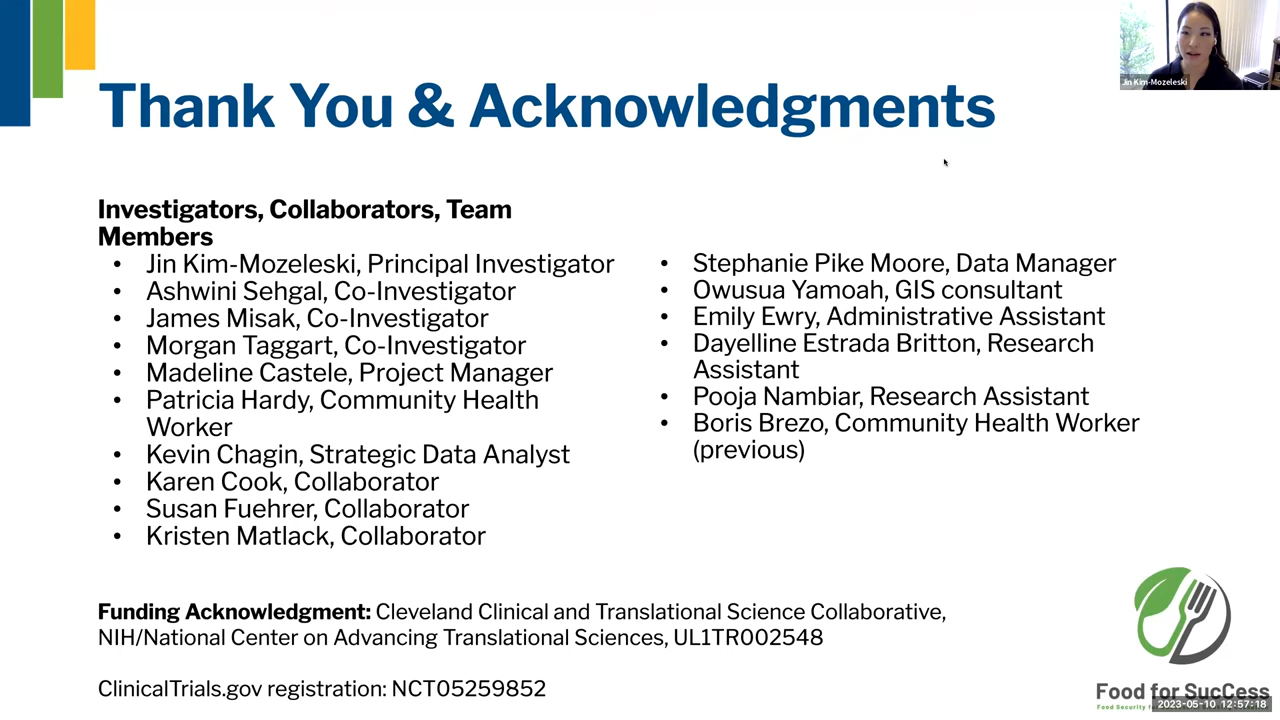 Thank You & Acknowledgments
Jin Kim-Mozeleski
Investigators, Collaborators, Team
Members
• Jin Kim-Mozeleski, Principal Investigator
• Ashwini Sehgal, Co-Investigator
• James Misak, Co-Investigator
• Morgan Taggart, Co-Investigator
• Madeline Castele, Project Manager
• Patricia Hardy, Community Health
Worker
• Kevin Chagin, Strategic Data Analyst
• Karen Cook, Collaborator
• Susan Fuehrer, Collaborator
• Kristen Matlack, Collaborator
• Stephanie Pike Moore, Data Manager
• Owusua Yamoah, GIS consultant
• Emily Ewry, Administrative Assistant
• Dayelline Estrada Britton, Research
Assistant
• Pooja Nambiar, Research Assistant
• Boris Brezo, Community Health Worker
(previous)
Funding Acknowledgment: Cleveland Clinical and Translational Science Collaborative,
NIH/National Center on Advancing Translational Sciences, UL1TR002548
ClinicalTrials.gov registration: NCT05259852
Food for SucCess
Food Security
2023-05-10 12:57:18